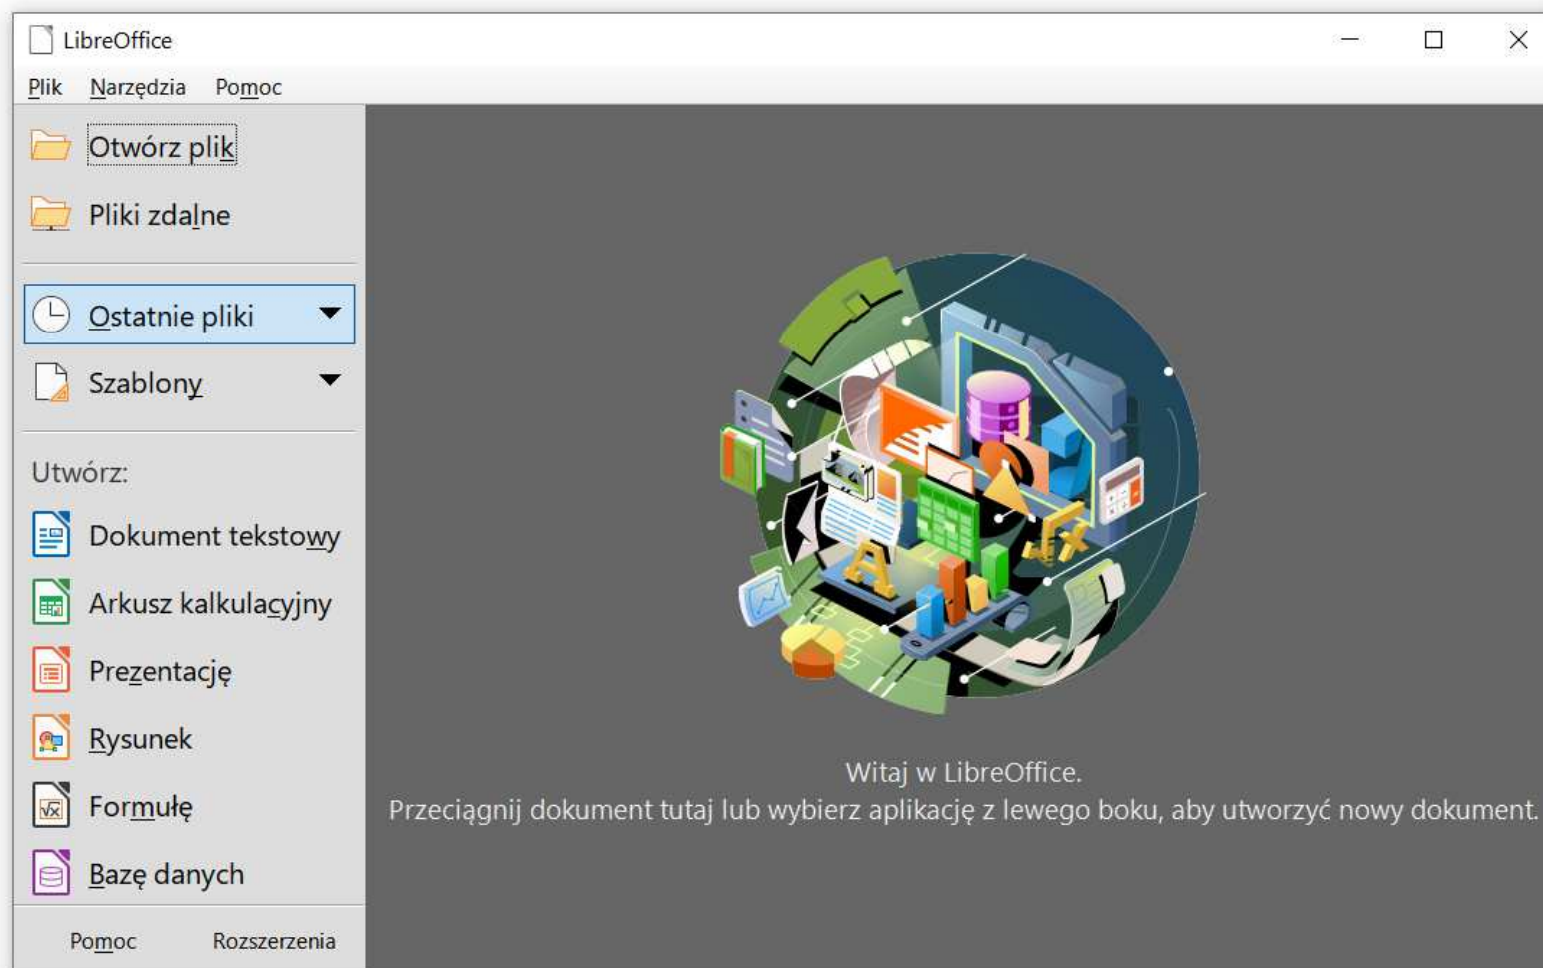 LibreOffice
Plik Narzędzia Pomoc
Otwórz plik
Pliki zdalne
Ostatnie pliki
Szablony
Utwórz:
Dokument tekstowy
Arkusz kalkulacyjny
Prezentację
Rysunek
Formułę
Bazę danych
Pomoc Rozszerzenia
Witaj w LibreOffice.
Przeciągnij dokument tutaj lub wybierz aplikację z lewego boku, aby utworzyć nowy dokument.